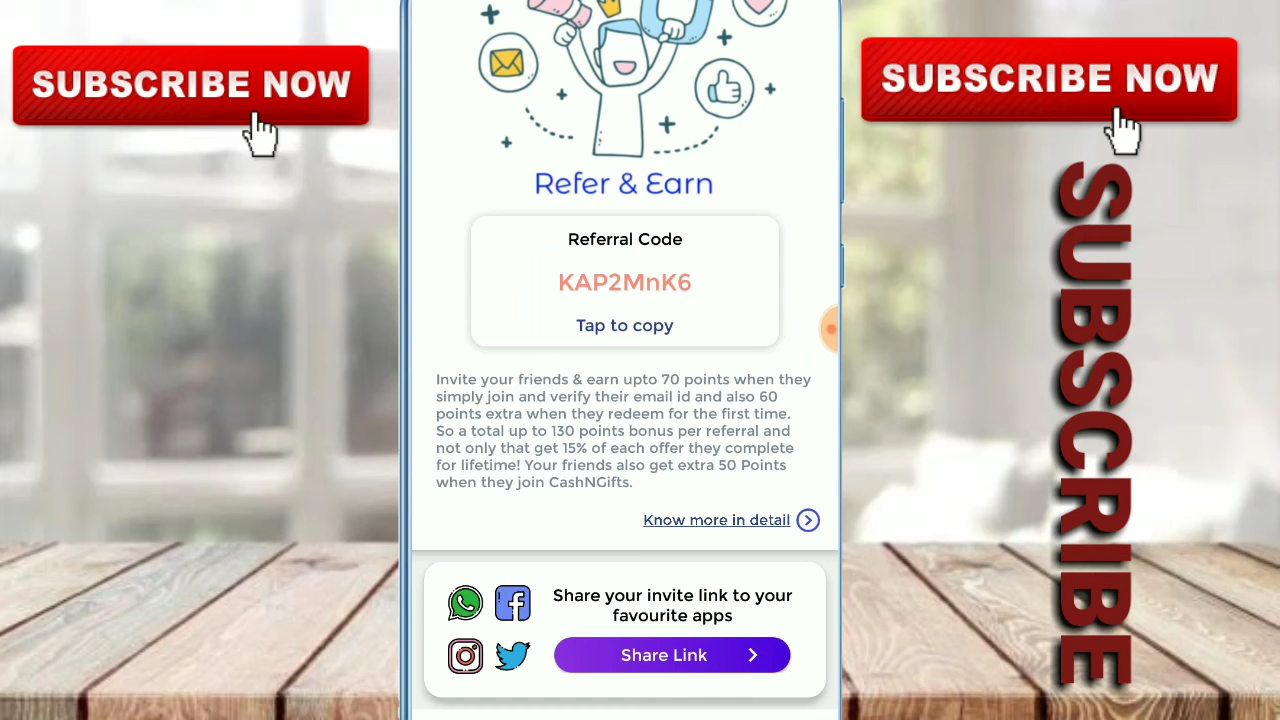 SUBSCRIBE NOW
SUBSCRIBE NOW
Refer & Earn
Referral Code
KAP2MnK6
Tap to copy
Invite your friends & earn upto 70 points when they
simply join and verify their email id and also 60
points extra when they redeem for the first time.
So a total up to 130 points bonus per referral and
not only that get 15% of each offer they complete
for lifetime! Your friends also get extra 50 Points
when they join CashNGifts.
Know more in detail
Share your invite link to your
favourite apps
Share Link
SUBSCRIBE